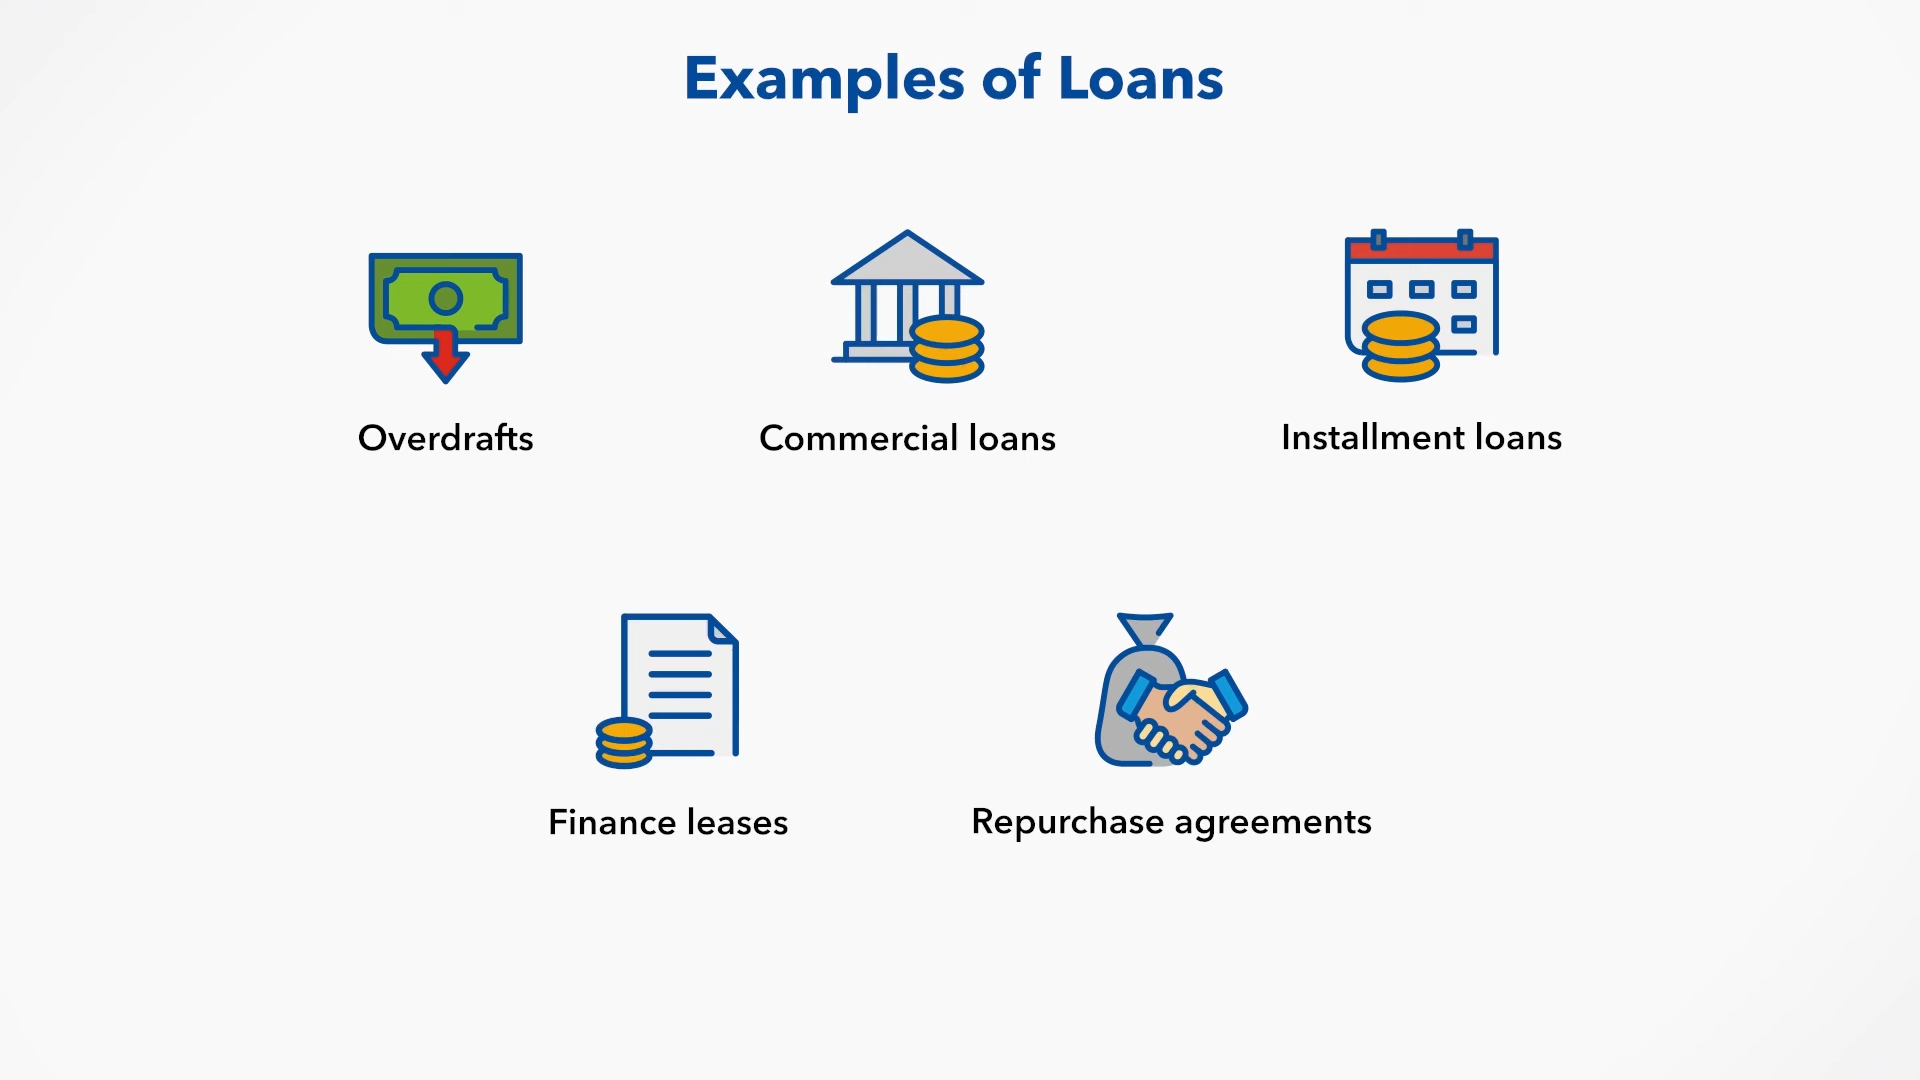 Examples of Loans
Overdrafts
Commercial loans
Installment loans
Finance leases
Repurchase agreements